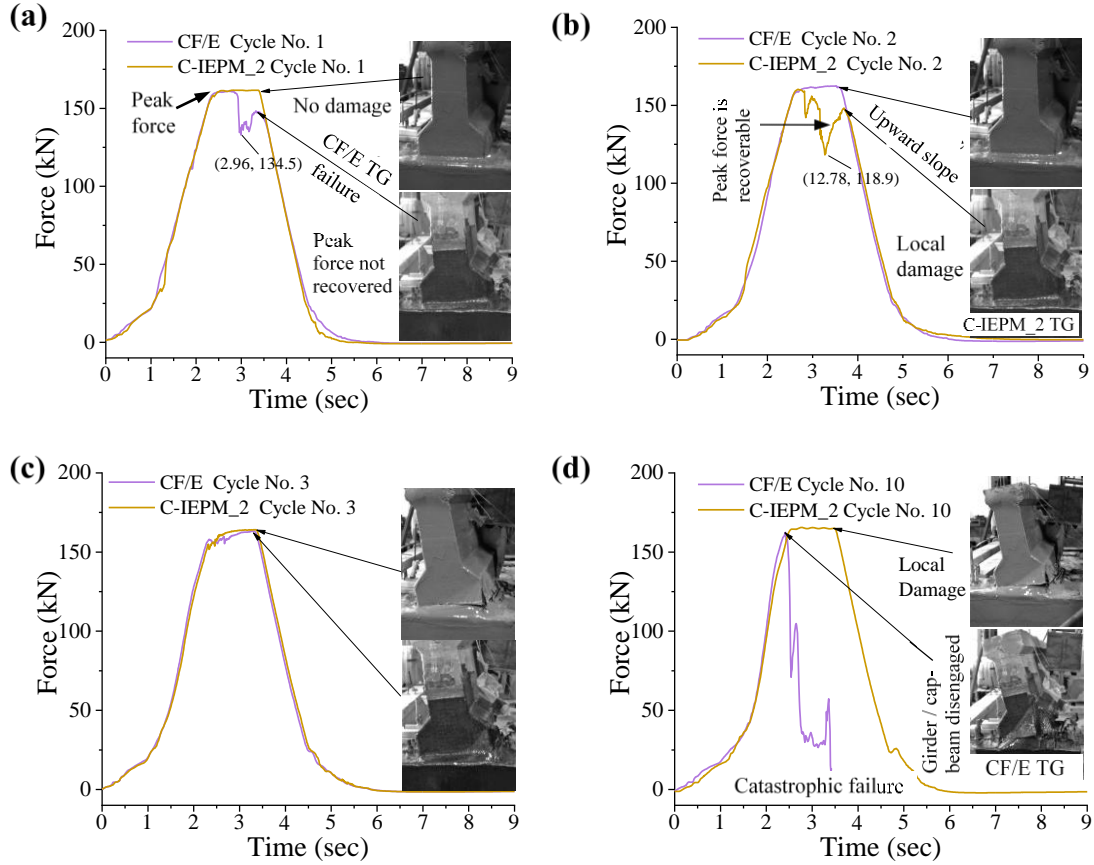 (a)
200
150
100
50
0
Force (kN)
CF/E Cycle No. 1
C-IEPM_2 Cycle No. 1
Peak
force
No damage
(2.96, 134.5)
CF/E TG
failure
Peak
force not
recovered
0 1 2 3 4 5 6 7 8 9
Time (sec)
(b)
200
150
100
50
0
Force (kN)
CF/E Cycle No. 2
C-IEPM_2 Cycle No. 2
Peak force is
recoverable
Upward slope
(12.78, 118.9)
Local
damage
C-IEPM_2 TG
0 1 2 3 4 5 6 7 8 9
Time (sec)
(c)
200
150
100
50
0
Force (kN)
CF/E Cycle No. 3
C-IEPM_2 Cycle No. 3
0 1 2 3 4 5 6 7 8 9
Time (sec)
(d)
200
150
100
50
0
Force (kN)
CF/E Cycle No. 10
C-IEPM_2 Cycle No. 10
Local
Damage
Girder / cap-
beam disengaged
CF/E TG
Catastrophic failure
0 1 2 3 4 5 6 7 8 9
Time (sec)